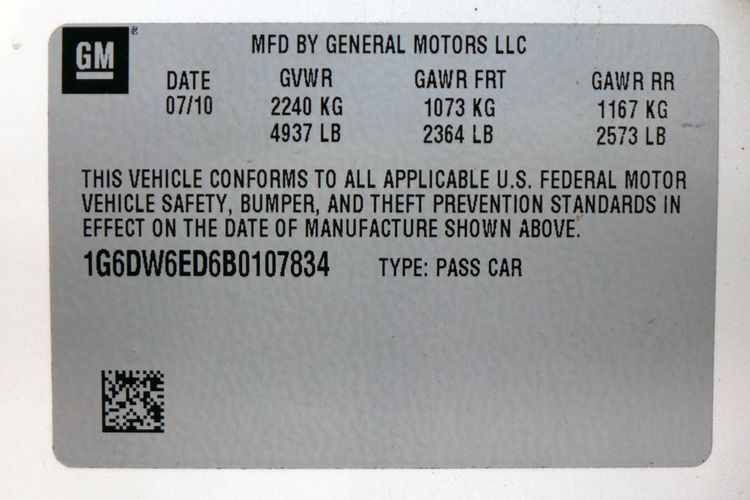 GM®
MFD BY GENERAL MOTORS LLC
DATE GVWR GAWR FRT GAWR RR
07/10 2240 KG 1073 KG 1167 KG
4937 LB 2364 LB 2573 LB
THIS VEHICLE CONFORMS TO ALL APPLICABLE U.S. FEDERAL MOTOR
VEHICLE SAFETY, BUMPER, AND THEFT PREVENTION STANDARDS IN
EFFECT ON THE DATE OF MANUFACTURE SHOWN ABOVE.
1G6DW6ED6B0107834 TYPE: PASS CAR